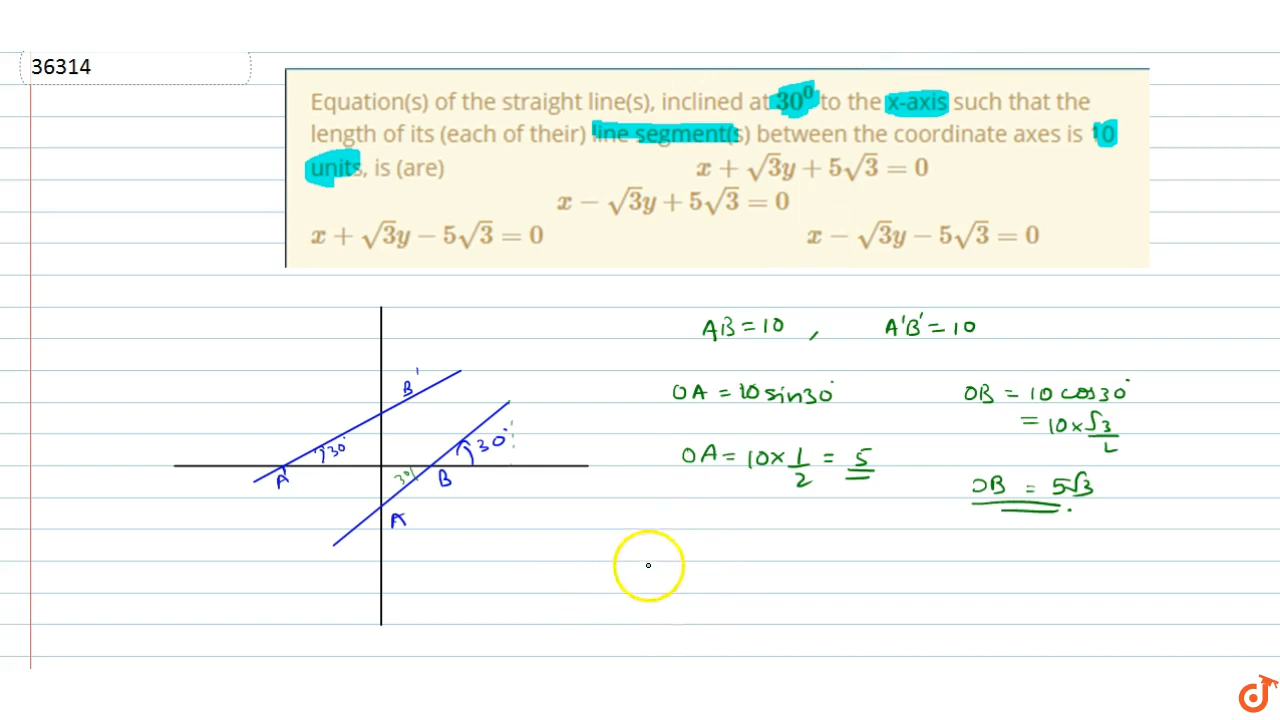 36314
Equation(s) of the straight line(s), inclined at 30⁰ to the x-axis such that the
length of its (each of their) line segment(s) between the coordinate axes is 10
units, is (are) x + √3y + 5√3 = 0
x − √3y + 5√3 = 0
x + √3y − 5√3 = 0 x − √3y − 5√3 = 0
AB = 10 , A'B' = 10
OA = 10 sin30° OB = 10 cos30°
= 10 × √3/2
OA = 10 × 1/2 = 5
OB = 5√3
B'
30°
30°
A'
30°
B
A